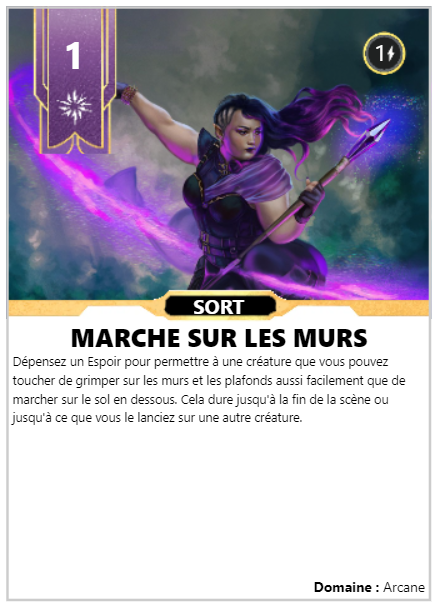 1
1
SORT
MARCHE SUR LES MURS
Dépensez un Espoir pour permettre à une créature que vous pouvez
toucher de grimper sur les murs et les plafonds aussi facilement que de
marcher sur le sol en dessous. Cela dure jusqu'à la fin de la scène ou
jusqu'à ce que vous le lanciez sur une autre créature.
Domaine : Arcane